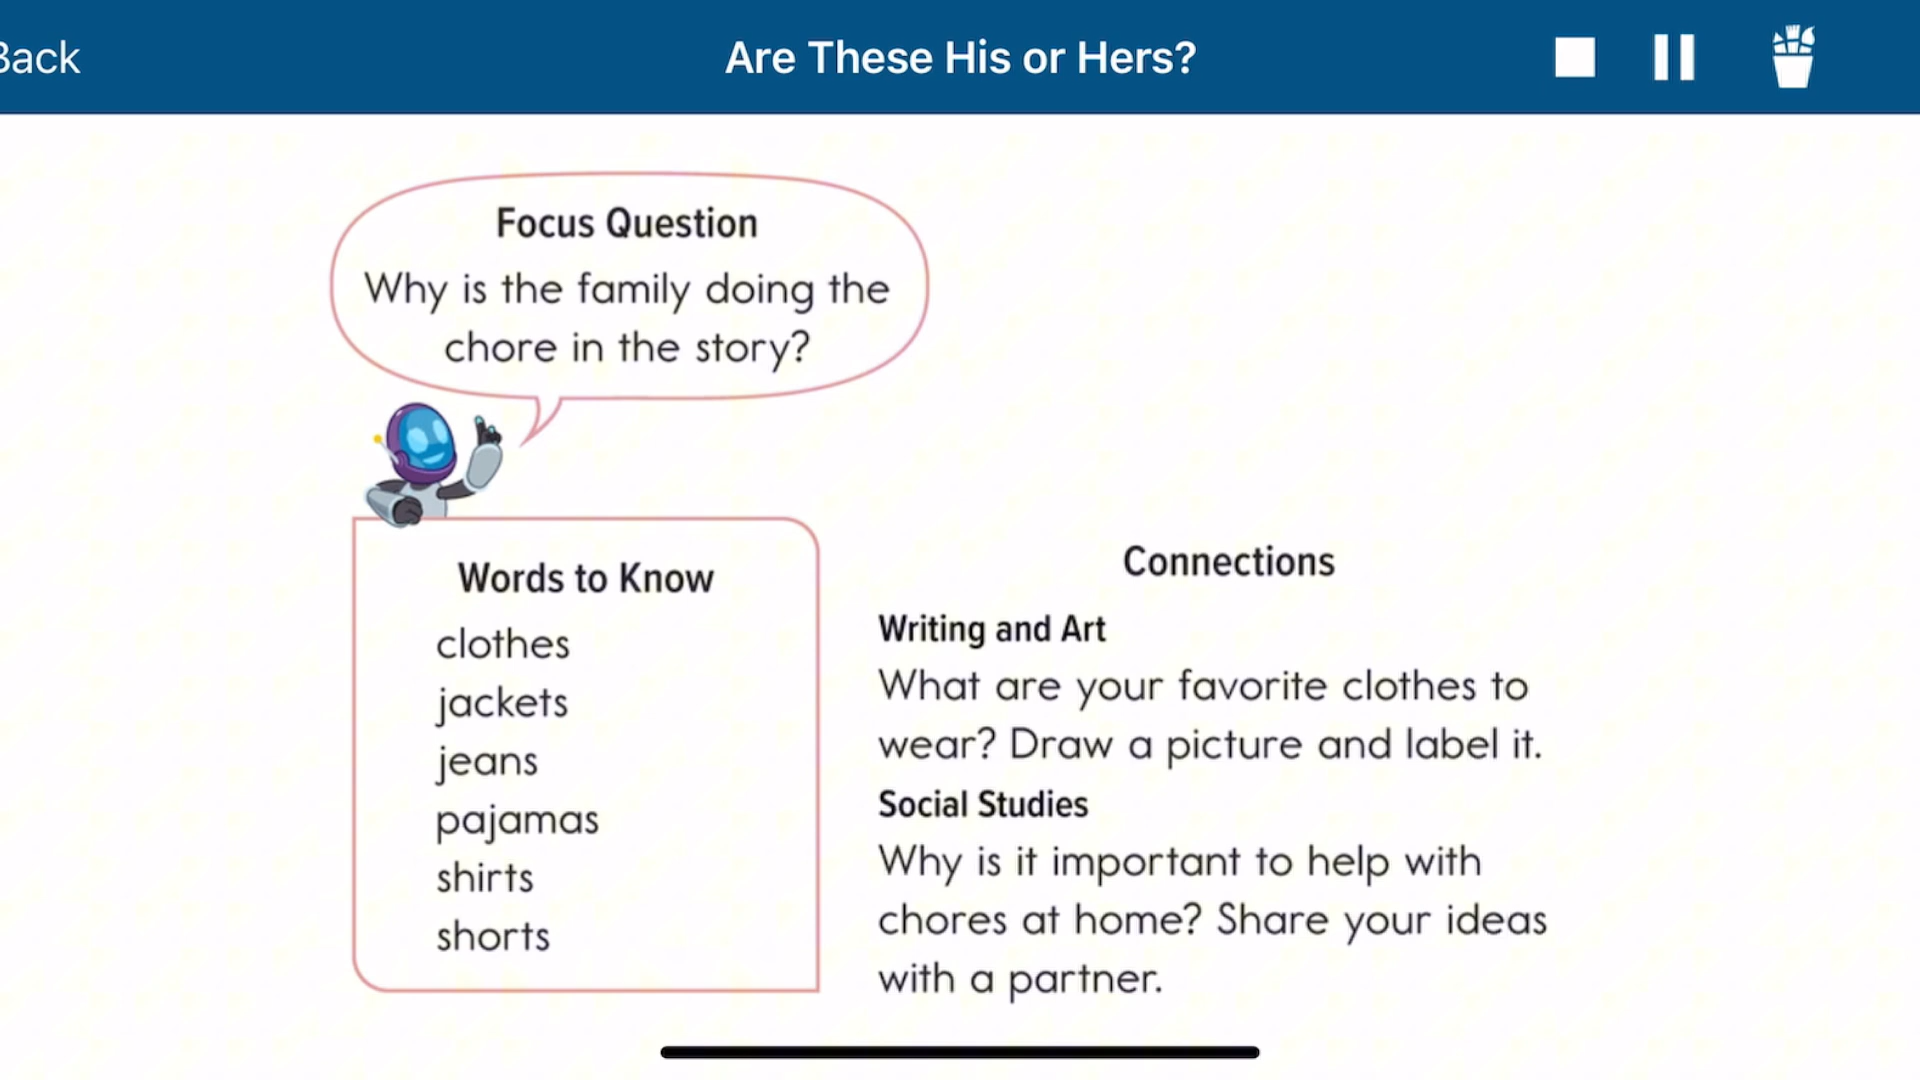 Back
Are These His or Hers?
Focus Question
Why is the family doing the
chore in the story?
Words to Know
clothes
jackets
jeans
pajamas
shirts
shorts
Connections
Writing and Art
What are your favorite clothes to
wear? Draw a picture and label it.
Social Studies
Why is it important to help with
chores at home? Share your ideas
with a partner.